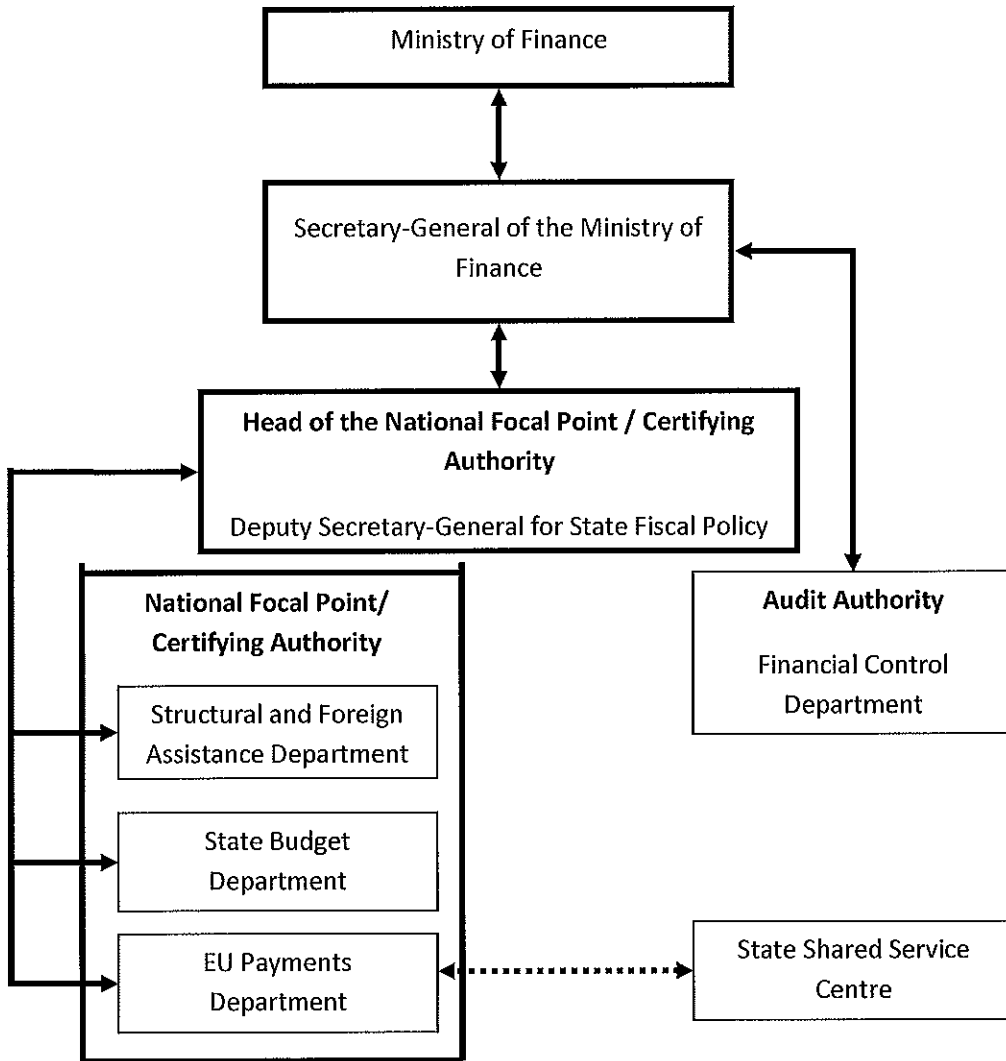 Ministry of Finance
Secretary-General of the Ministry of
Finance
Head of the National Focal Point / Certifying
Authority
Deputy Secretary-General for State Fiscal Policy
National Focal Point/
Certifying Authority
Structural and Foreign
Assistance Department
State Budget
Department
EU Payments
Department
Audit Authority
Financial Control
Department
State Shared Service
Centre